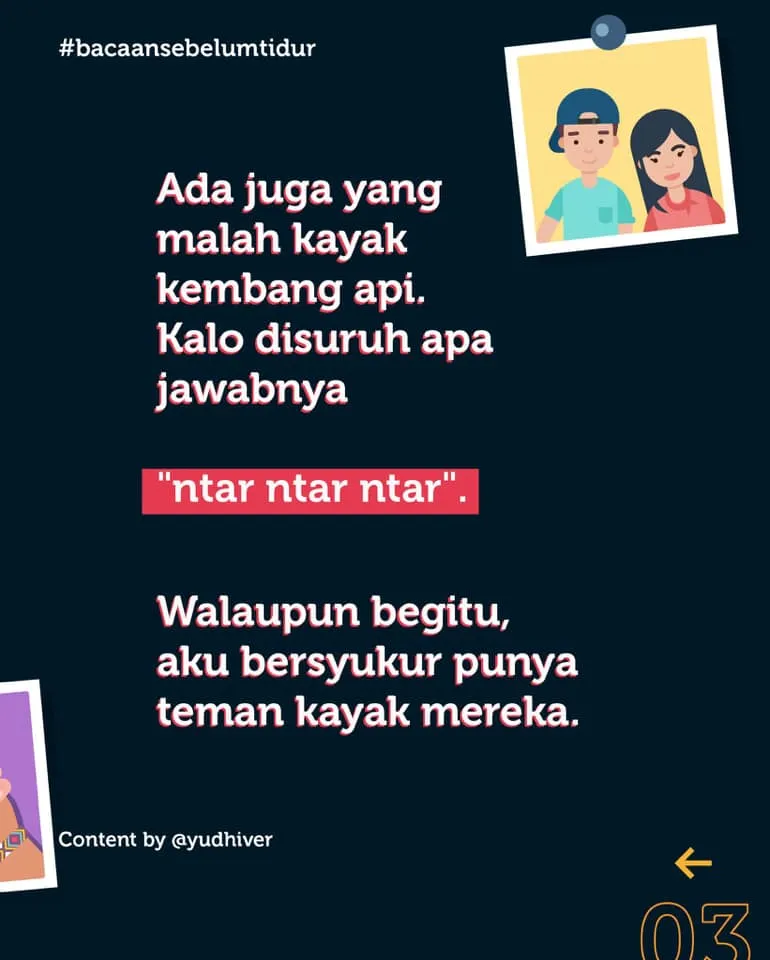 #bacaansebelumtidur
Ada juga yang
malah kayak
kembang api.
Kalo disuruh apa
jawabnya
"ntar ntar ntar".
Walaupun begitu,
aku bersyukur punya
teman kayak mereka.
Content by @yudhiver
03